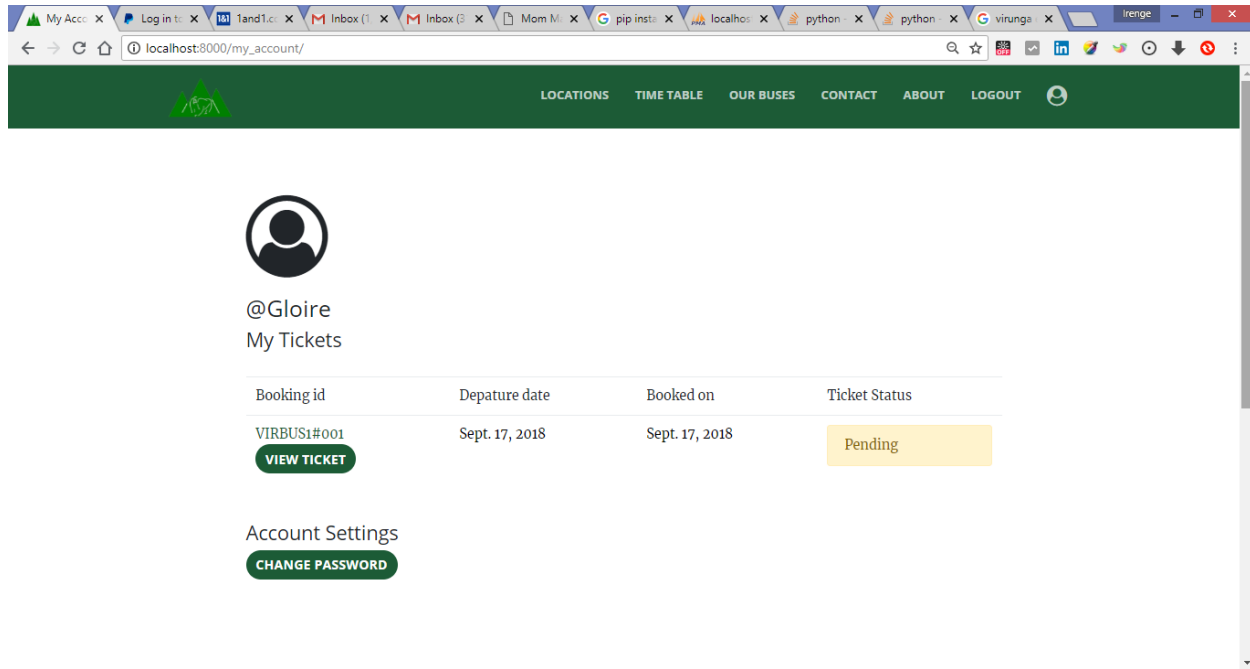 My Acco
Log in to
1and1.cc
Inbox (1
Inbox (3
Mom M
pip insta
localhos
python -
python -
virunga
Irenge
localhost:8000/my_account/
OFF
LOCATIONS TIME TABLE OUR BUSES CONTACT ABOUT LOGOUT
@Gloire
My Tickets
Booking id Depature date Booked on Ticket Status
VIRBUS1#001 Sept. 17, 2018 Sept. 17, 2018 Pending
VIEW TICKET
Account Settings
CHANGE PASSWORD